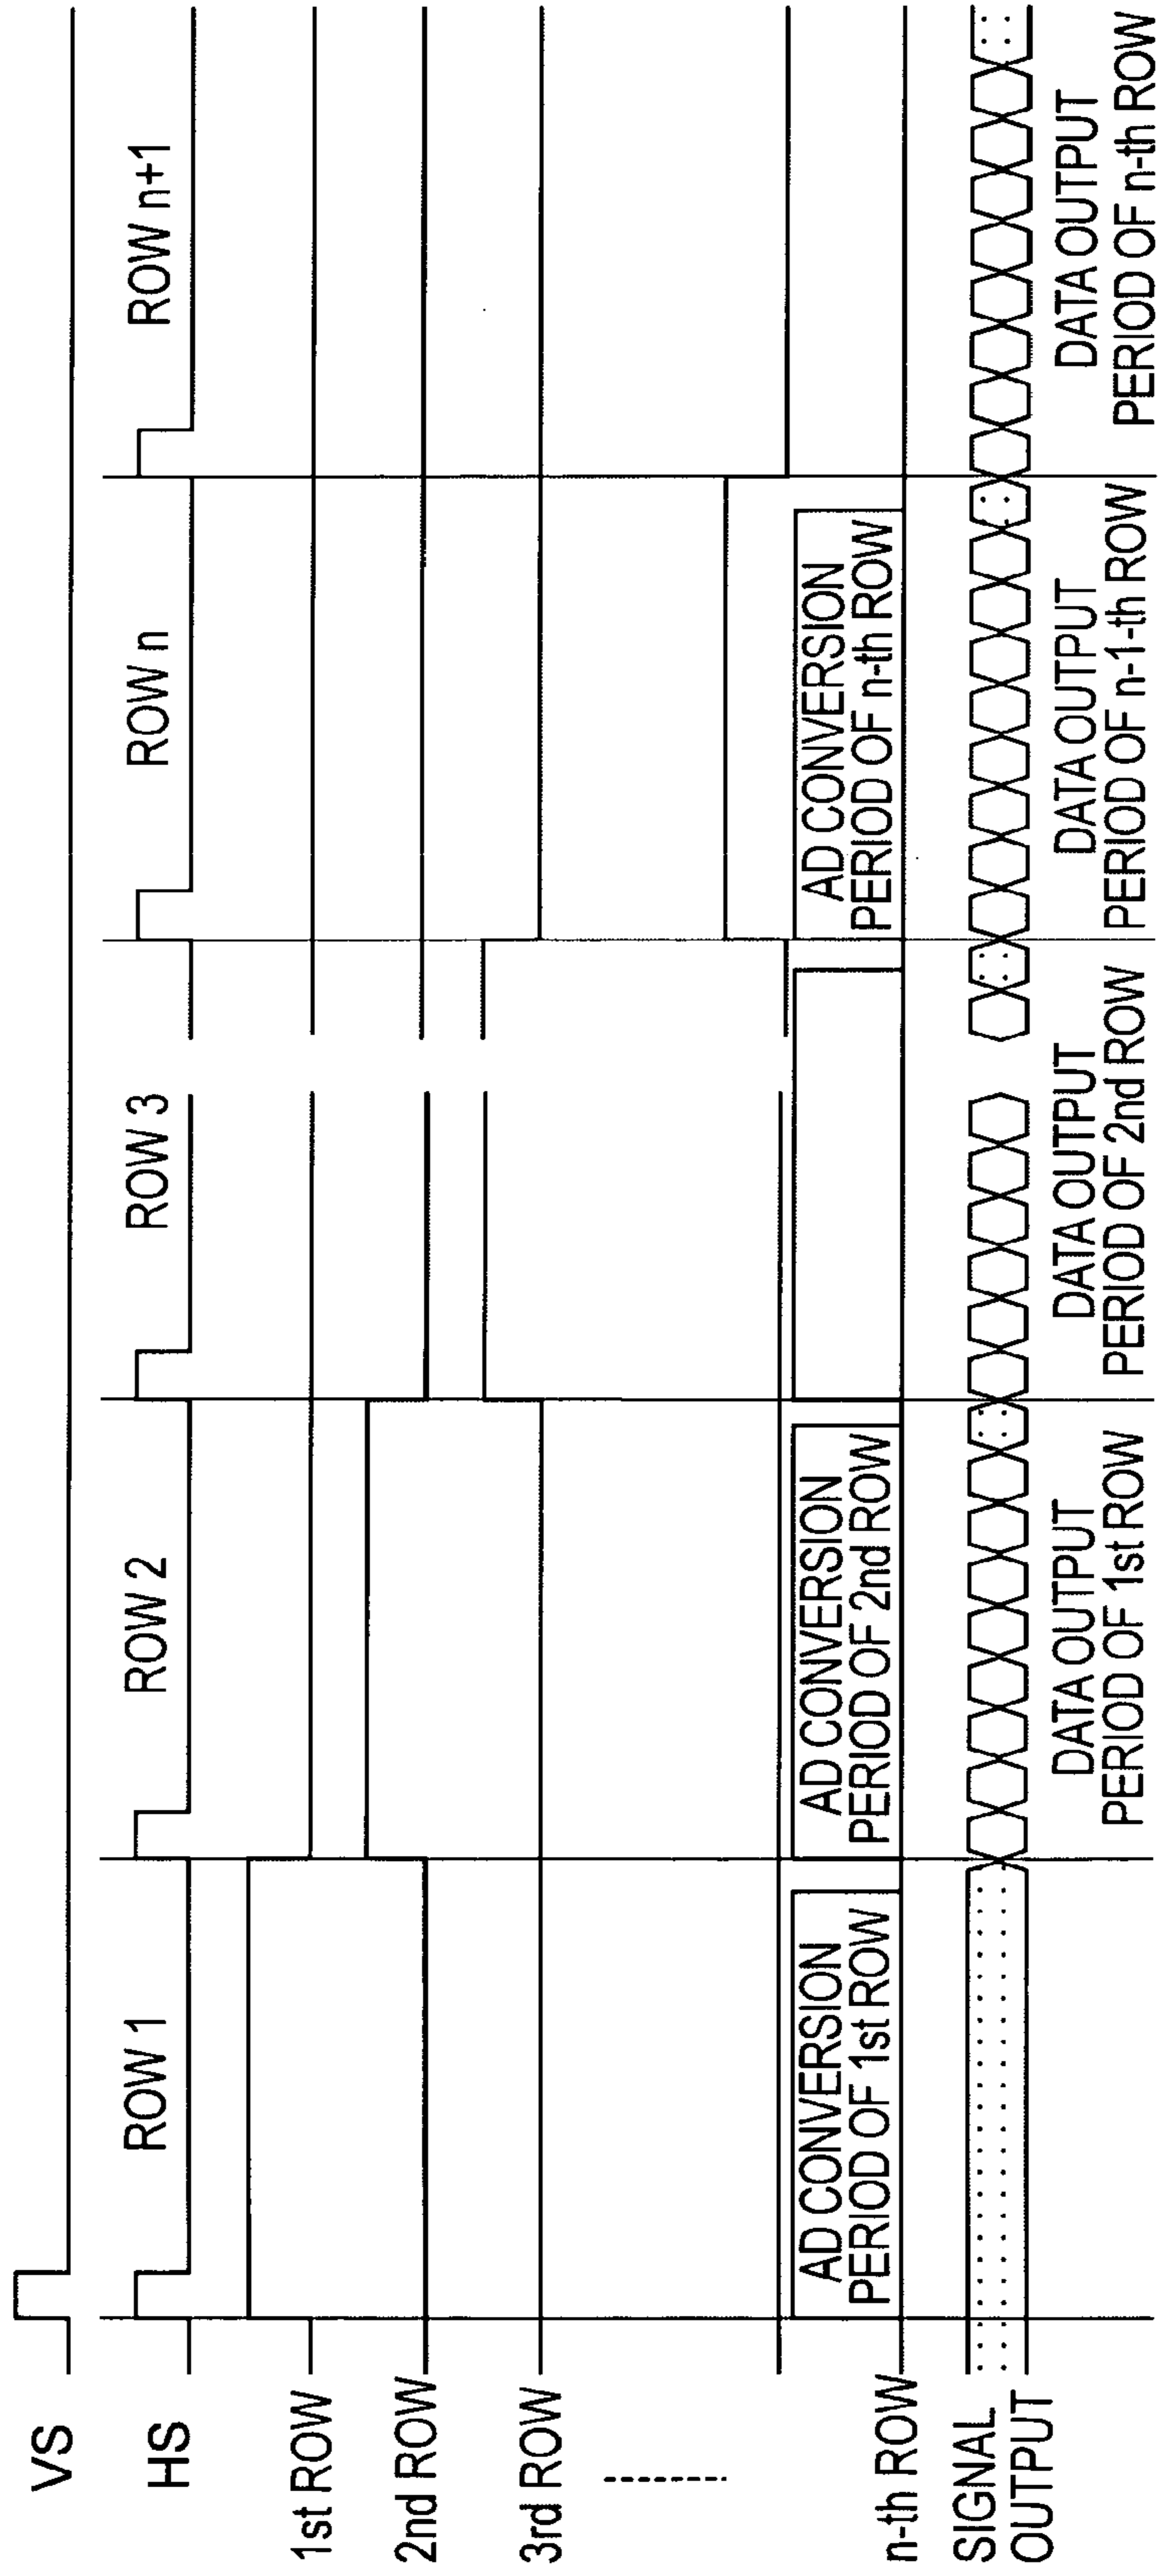 VS
HS
ROW 1
ROW 2
ROW 3
ROW n
ROW n+1
1st ROW
2nd ROW
3rd ROW
n-th ROW
AD CONVERSION
PERIOD OF 1st ROW
AD CONVERSION
PERIOD OF 2nd ROW
AD CONVERSION
PERIOD OF n-th ROW
SIGNAL
OUTPUT
DATA OUTPUT
PERIOD OF 1st ROW
DATA OUTPUT
PERIOD OF 2nd ROW
DATA OUTPUT
PERIOD OF n-1-th ROW
DATA OUTPUT
PERIOD OF n-th ROW